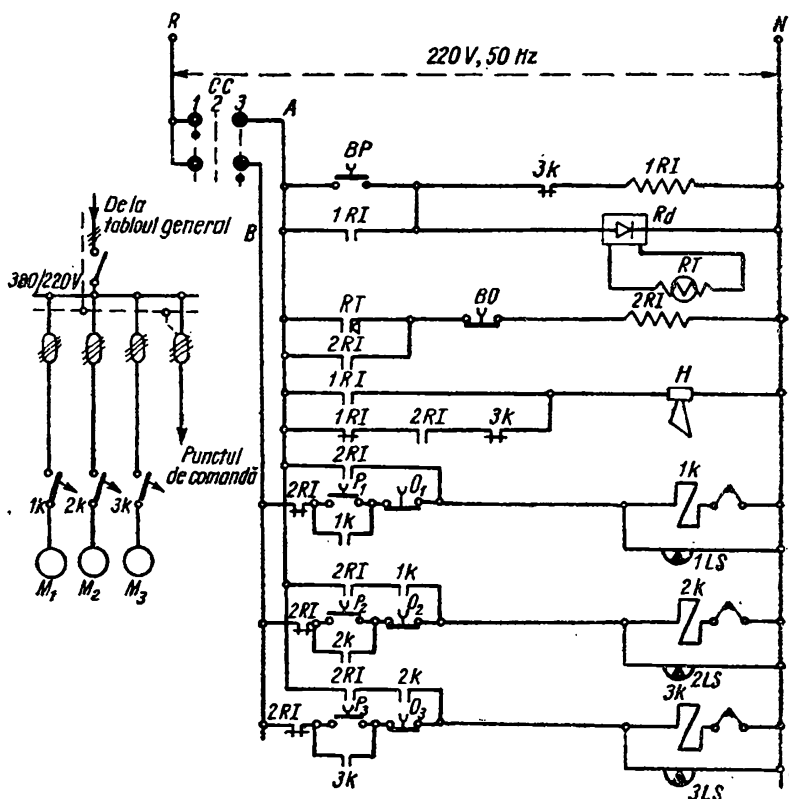 R
N
220 V, 50 Hz
CC
1 2 3
A
BP
3k
1RI
De la
tabloul general
B
1RI
Rd
RT
380/220V
RT
BO
2RI
2RI
1RI
H
1RI
2RI
3k
Punctul
de comandă
2RI
2RI
P1
O1
1k
1k
2k
3k
1k
1LS
M1
M2
M3
2RI
1k
2k
2RI
P2
O2
2k
2LS
2RI
2k
3k
2RI
P3
O3
3k
3LS